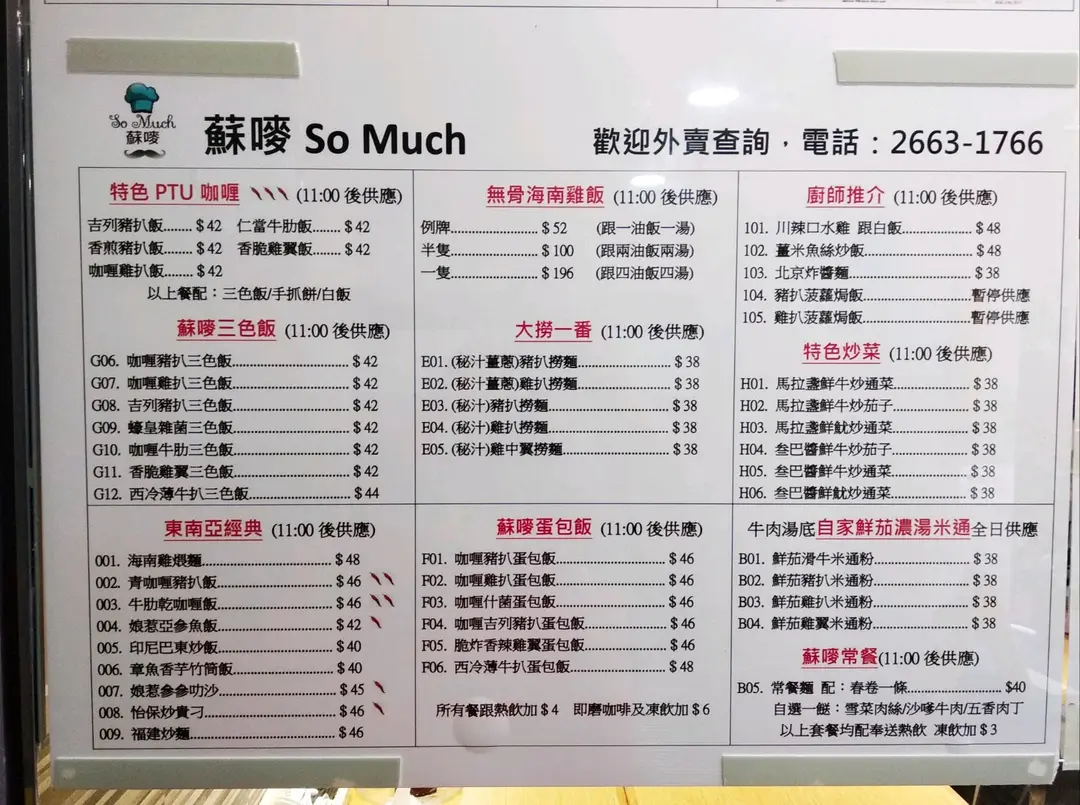 So Much
蘇嘜
蘇嘜 So Much
歡迎外賣查詢，電話：2663-1766
特色 PTU 咖喱 (11:00 後供應)
吉列豬扒飯........ $ 42 仁當牛肋飯....... $ 42
香煎豬扒飯........ $ 42 香脆雞翼飯....... $ 42
咖喱雞扒飯........ $ 42
以上餐配：三色飯/手抓餅/白飯
蘇嘜三色飯 (11:00 後供應)
G06. 咖喱豬扒三色飯........ $ 42
G07. 咖喱雞扒三色飯........ $ 42
G08. 吉列豬扒三色飯........ $ 42
G09. 蠔皇雜菌三色飯........ $ 42
G10. 咖喱牛肋三色飯........ $ 42
G11. 香脆雞翼三色飯........ $ 42
G12. 西冷薄牛扒三色飯........ $ 44
東南亞經典 (11:00 後供應)
001. 海南雞煨麵........ $ 48
002. 青咖喱豬扒飯........ $ 46
003. 牛肋乾咖喱飯........ $ 46
004. 娘惹亞參魚飯........ $ 42
005. 印尼巴東炒飯........ $ 40
006. 章魚香芋竹筒飯........ $ 40
007. 娘惹參參叻沙........ $ 45
008. 怡保炒貴刁........ $ 46
009. 福建炒麵........ $ 46
無骨海南雞飯 (11:00 後供應)
例牌........ $ 52 (跟一油飯一湯)
半隻........ $ 100 (跟兩油飯兩湯)
一隻........ $ 196 (跟四油飯四湯)
大撈一番 (11:00 後供應)
E01. (秘汁薑蔥)豬扒撈麵........ $ 38
E02. (秘汁薑蔥)雞扒撈麵........ $ 38
E03. (秘汁)豬扒撈麵........ $ 38
E04. (秘汁)雞扒撈麵........ $ 38
E05. (秘汁)雞中翼撈麵........ $ 38
蘇嘜蛋包飯 (11:00 後供應)
F01. 咖喱豬扒蛋包飯........ $ 46
F02. 咖喱雞扒蛋包飯........ $ 46
F03. 咖喱什菌蛋包飯........ $ 46
F04. 咖喱吉列豬扒蛋包飯........ $ 46
F05. 脆炸香辣雞翼蛋包飯........ $ 46
F06. 西冷薄牛扒蛋包飯........ $ 48
所有餐跟熱飲加 $ 4 即磨咖啡及凍飲加 $ 6
廚師推介 (11:00 後供應)
101. 川辣口水雞 跟白飯........ $ 48
102. 薑米魚絲炒飯........ $ 48
103. 北京炸醬麵........ $ 38
104. 豬扒菠蘿焗飯........暫停供應
105. 雞扒菠蘿焗飯........暫停供應
特色炒菜 (11:00 後供應)
H01. 馬拉盞鮮牛炒通菜........ $ 38
H02. 馬拉盞鮮牛炒茄子........ $ 38
H03. 馬拉盞鮮魷炒通菜........ $ 38
H04. 叁巴醬鮮牛炒茄子........ $ 38
H05. 叁巴醬鮮牛炒通菜........ $ 38
H06. 叁巴醬鮮魷炒通菜........ $ 38
牛肉湯底自家鮮茄濃湯米通全日供應
B01. 鮮茄滑牛米通粉........ $ 38
B02. 鮮茄豬扒米通粉........ $ 38
B03. 鮮茄雞扒米通粉........ $ 38
B04. 鮮茄雞翼米通粉........ $ 38
蘇嘜常餐(11:00 後供應)
B05. 常餐麵 配：春卷一條........ $40
自選一餸：雪菜肉絲/沙嗲牛肉/五香肉丁
以上套餐均配奉送熱飲 凍飲加 $ 3